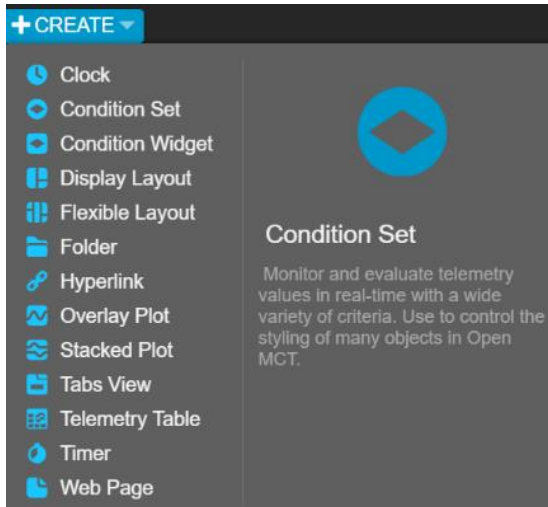 + CREATE
Clock
Condition Set
Condition Widget
Display Layout
Flexible Layout
Folder
Hyperlink
Overlay Plot
Stacked Plot
Tabs View
Telemetry Table
Timer
Web Page
Condition Set
Monitor and evaluate telemetry
values in real-time with a wide
variety of criteria. Use to control the
styling of many objects in Open
MCT.